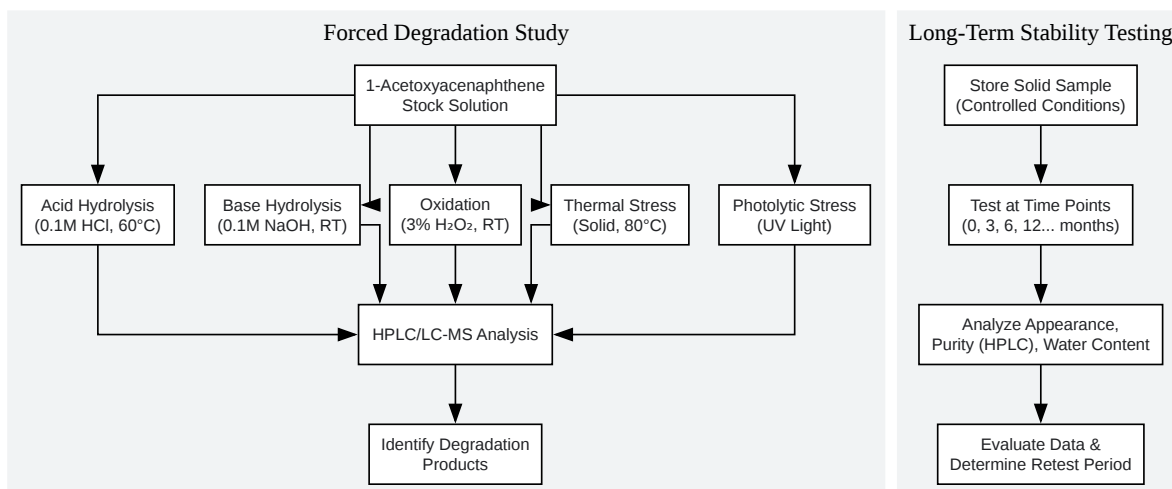 Forced Degradation Study
1-Acetoxyacenaphthene
Stock Solution
Acid Hydrolysis
(0.1M HCl, 60°C)
Base Hydrolysis
(0.1M NaOH, RT)
Oxidation
(3% H₂O₂, RT)
Thermal Stress
(Solid, 80°C)
Photolytic Stress
(UV Light)
HPLC/LC-MS Analysis
Identify Degradation
Products
Long-Term Stability Testing
Store Solid Sample
(Controlled Conditions)
Test at Time Points
(0, 3, 6, 12... months)
Analyze Appearance,
Purity (HPLC), Water Content
Evaluate Data &
Determine Retest Period